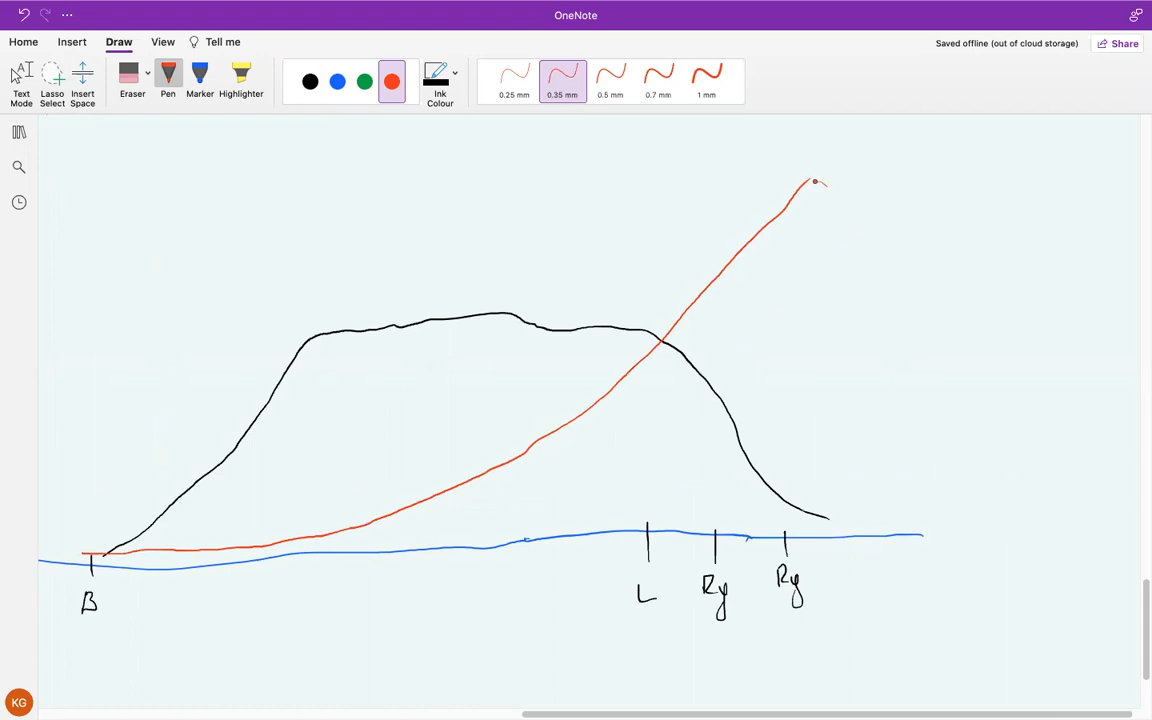 OneNote
Home Insert Draw View Tell me
Saved offline (out of cloud storage) Share
Text Mode
Lasso Select
Insert Space
Eraser
Pen
Marker
Highlighter
Ink Colour
0.25 mm
0.35 mm
0.5 mm
0.7 mm
1 mm
B
L
Ry
Ry
KG